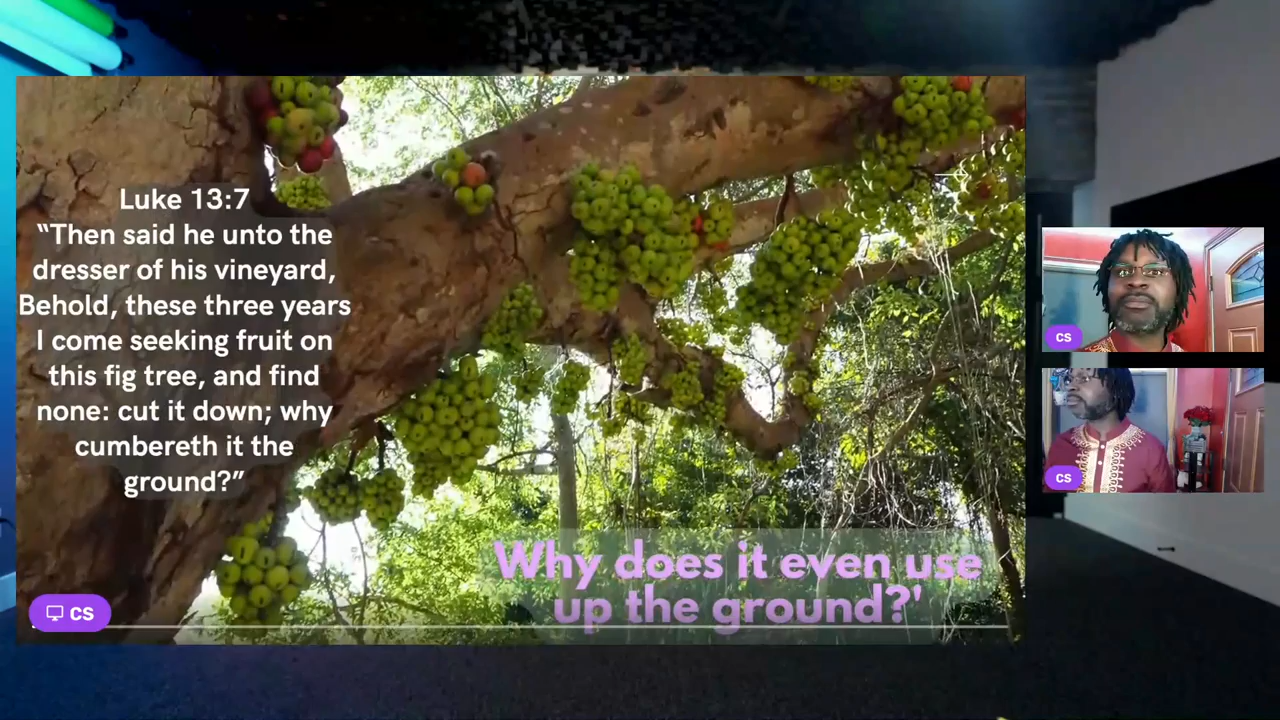 Luke 13:7
“Then said he unto the
dresser of his vineyard,
Behold, these three years
I come seeking fruit on
this fig tree, and find
none: cut it down; why
cumbereth it the
ground?”
Why does it even use
up the ground?'
CS
CS
CS